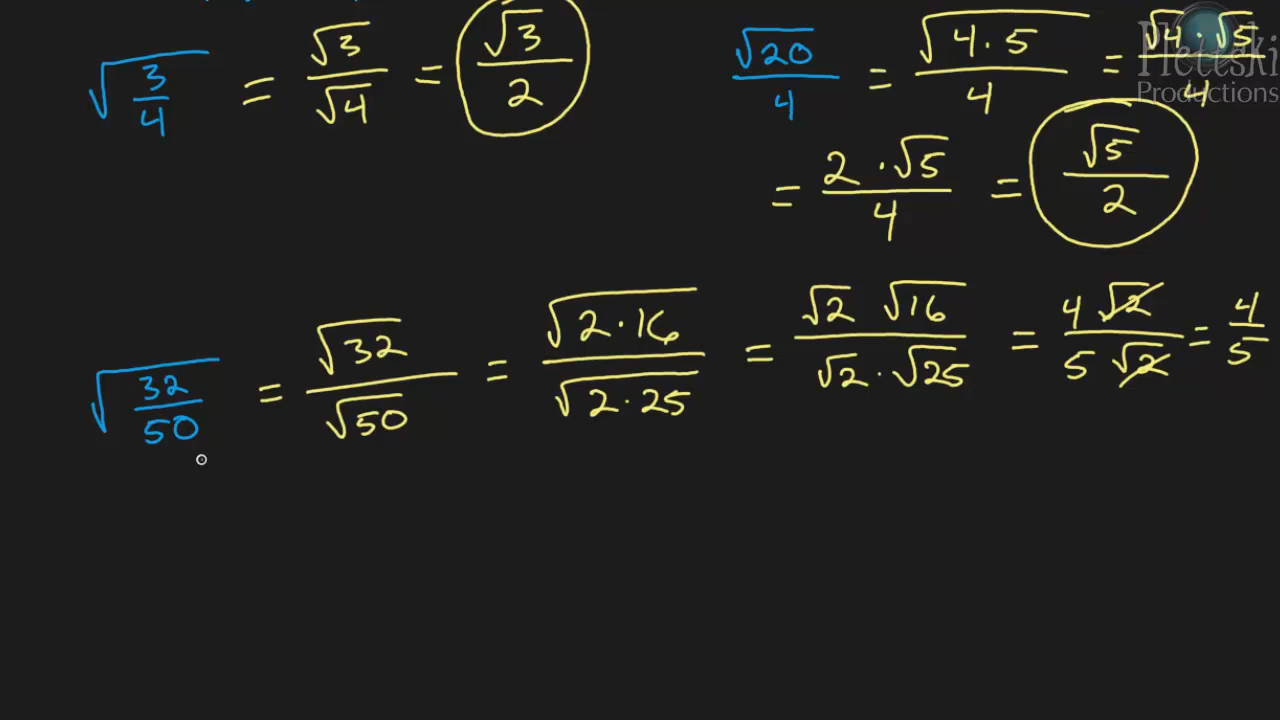 √(3/4) = √3/√4 = √3/2
√20/4 = √(4·5)/4 = √4·√5/4
= 2·√5/4 = √5/2
√(32/50) = √32/√50 = √(2·16)/√(2·25) = √2 √16/√2·√25 = 4√2/5√2 = 4/5
Plettski
Productions